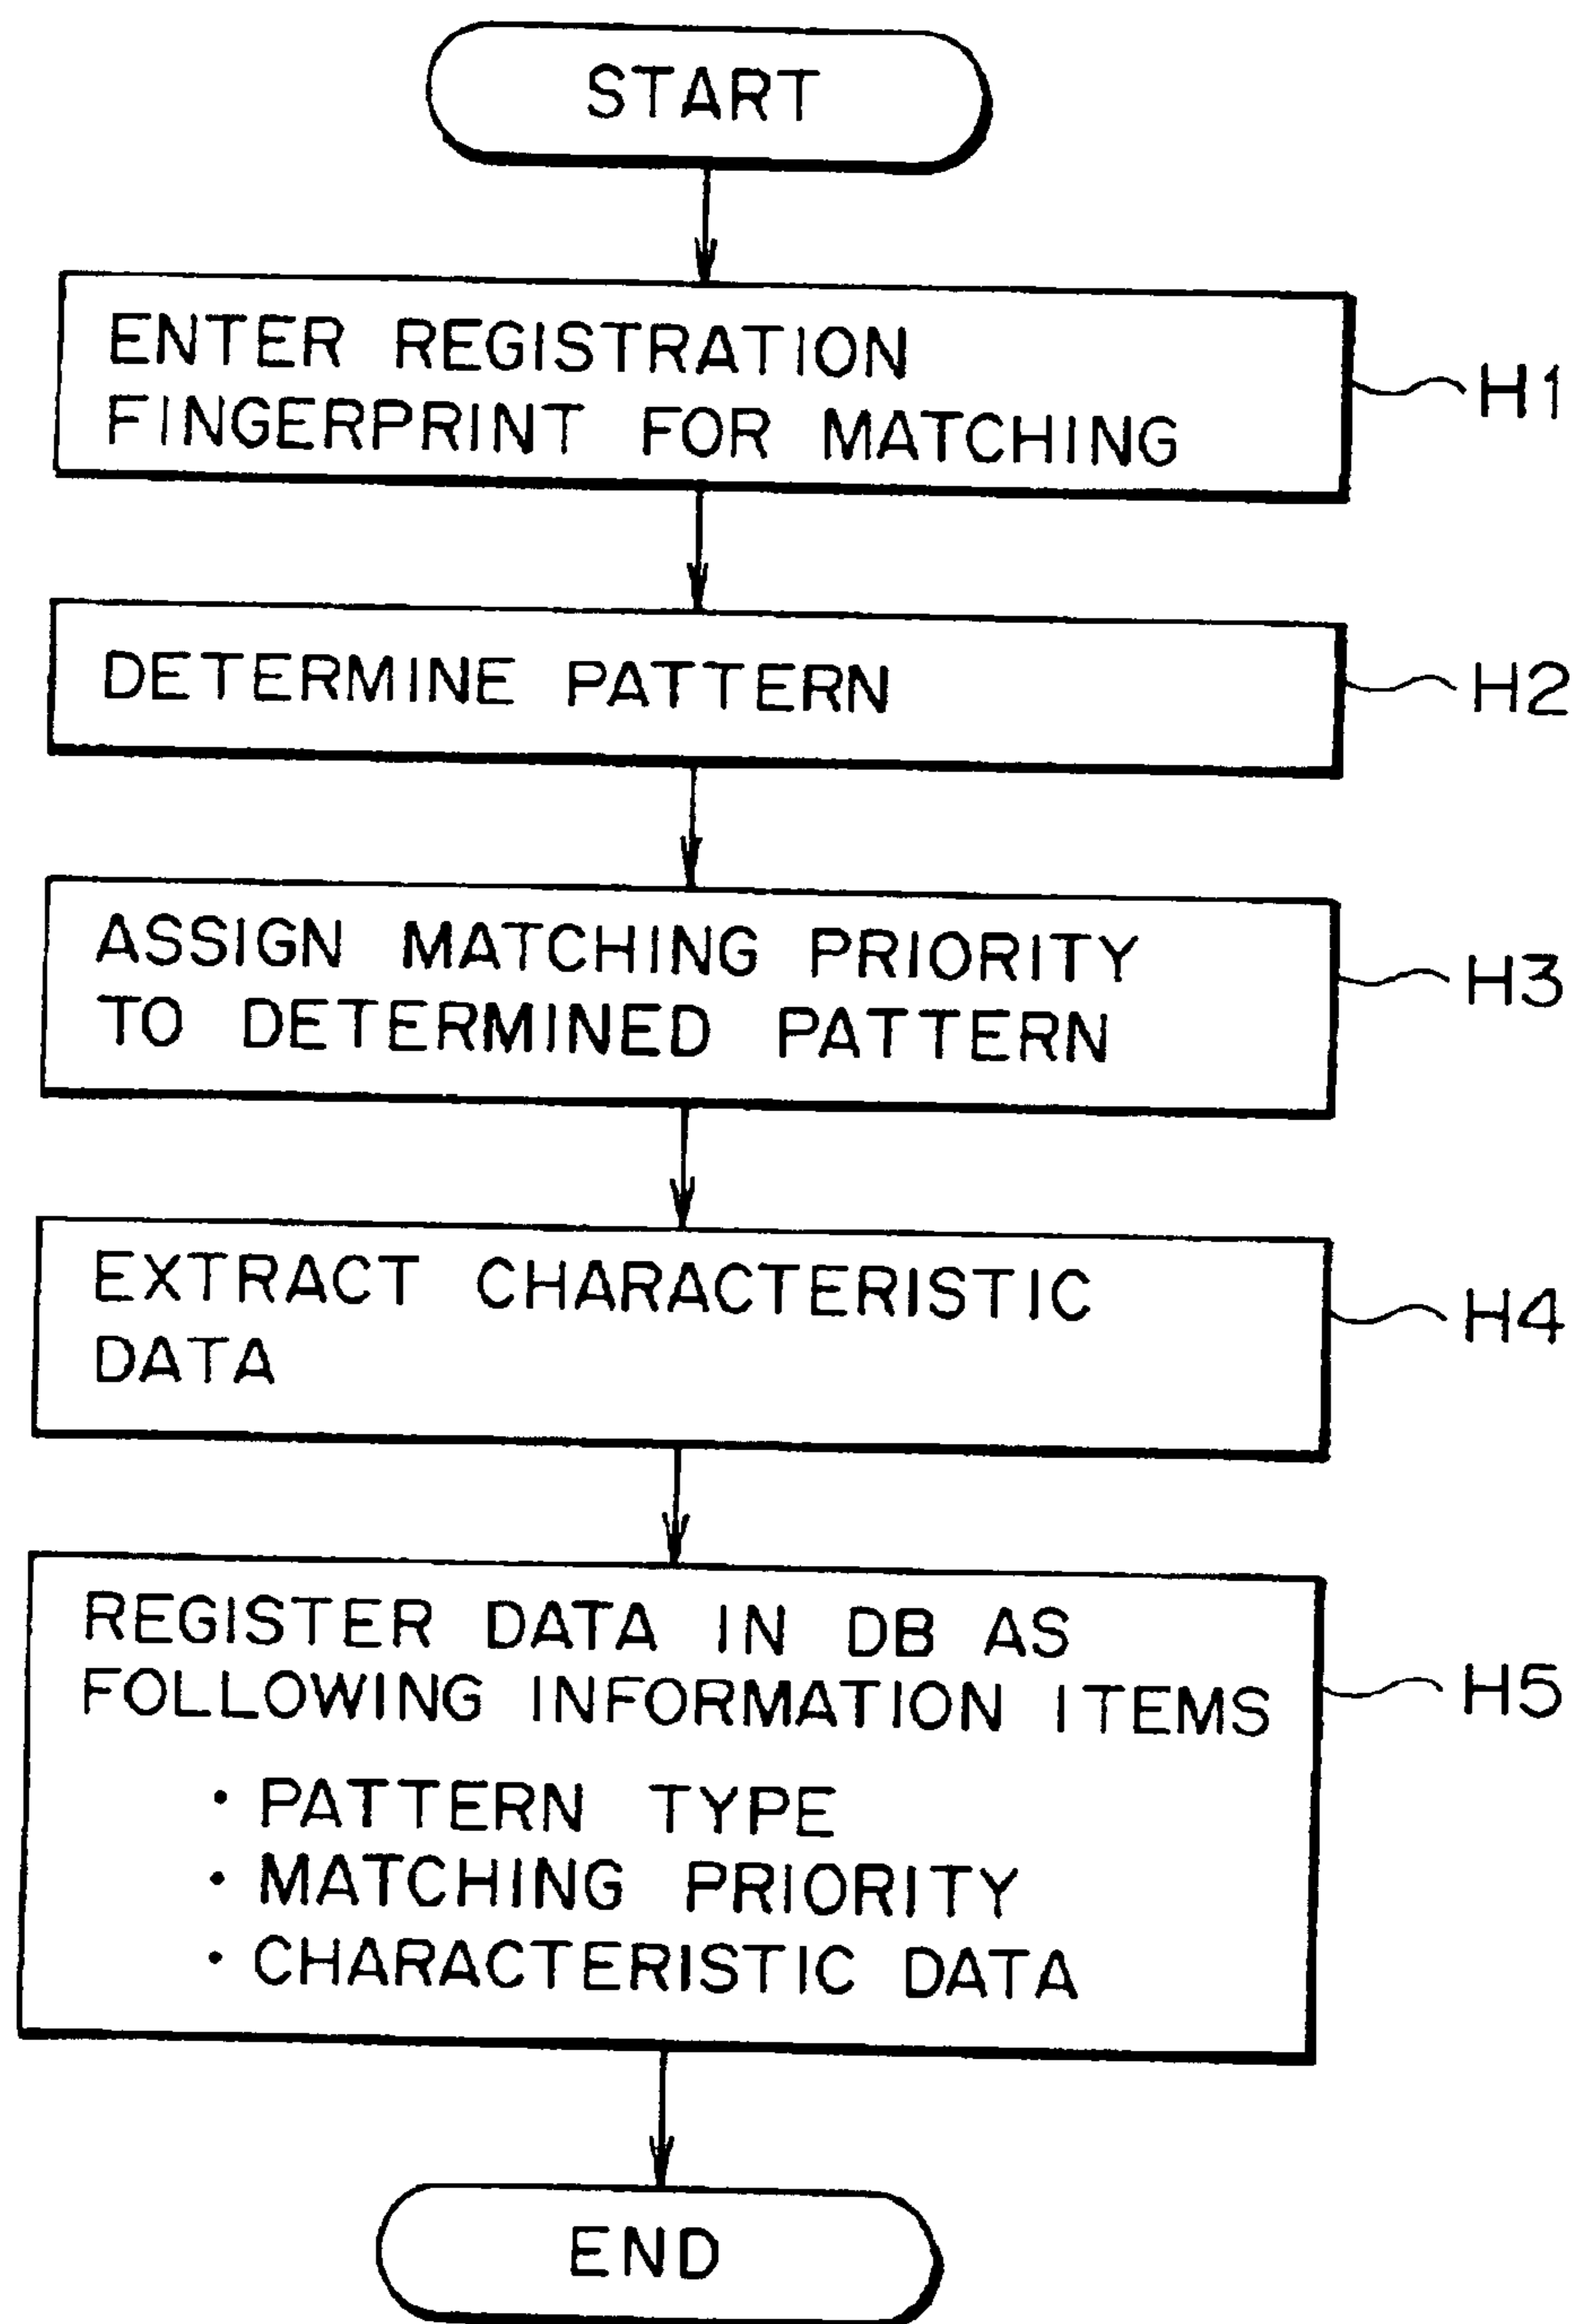 START
ENTER REGISTRATION
FINGERPRINT FOR MATCHING
H1
DETERMINE PATTERN
H2
ASSIGN MATCHING PRIORITY
TO DETERMINED PATTERN
H3
EXTRACT CHARACTERISTIC
DATA
H4
REGISTER DATA IN DB AS
FOLLOWING INFORMATION ITEMS
H5
· PATTERN TYPE
· MATCHING PRIORITY
· CHARACTERISTIC DATA
END